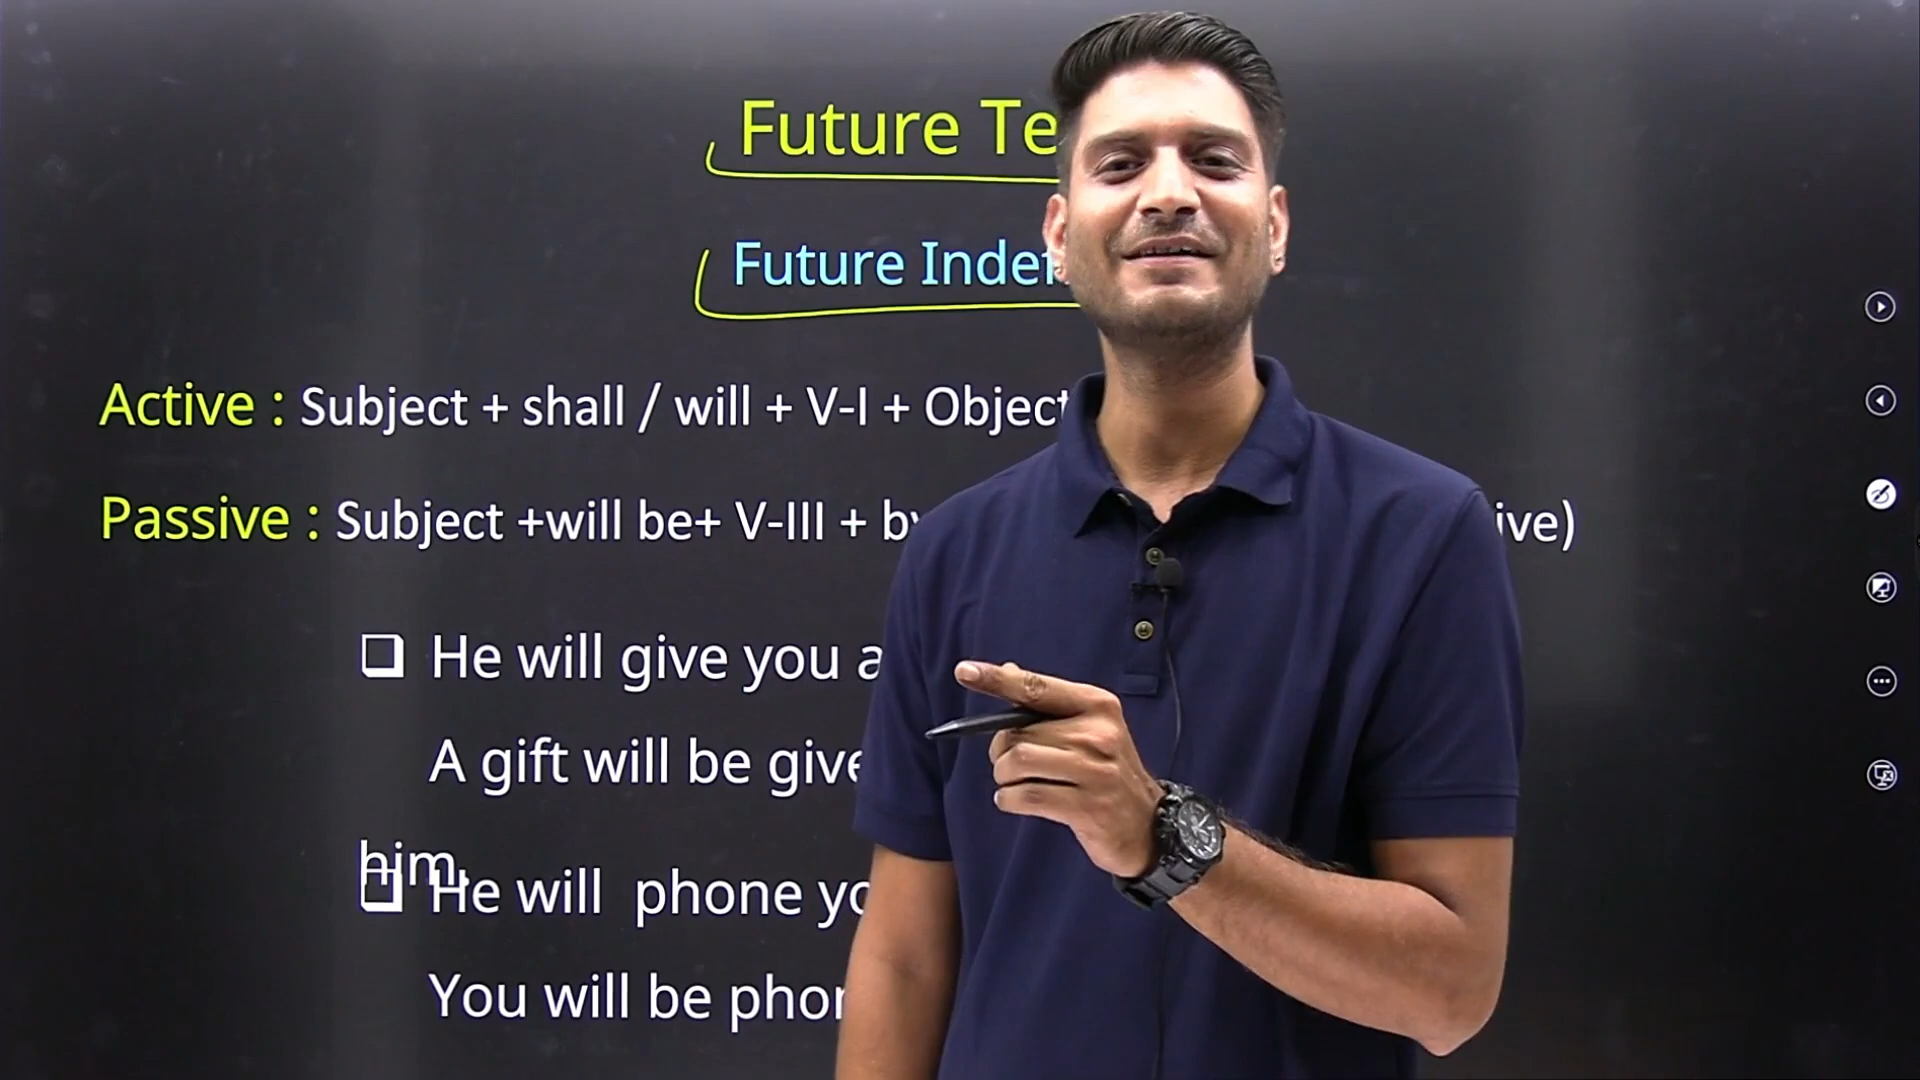 Future Te
Future Indef
Active : Subject + shall / will + V-I + Object
Passive : Subject +will be+ V-III + by ive)
❑ He will give you a
A gift will be give
him.
❑ He will phone yo
You will be phon